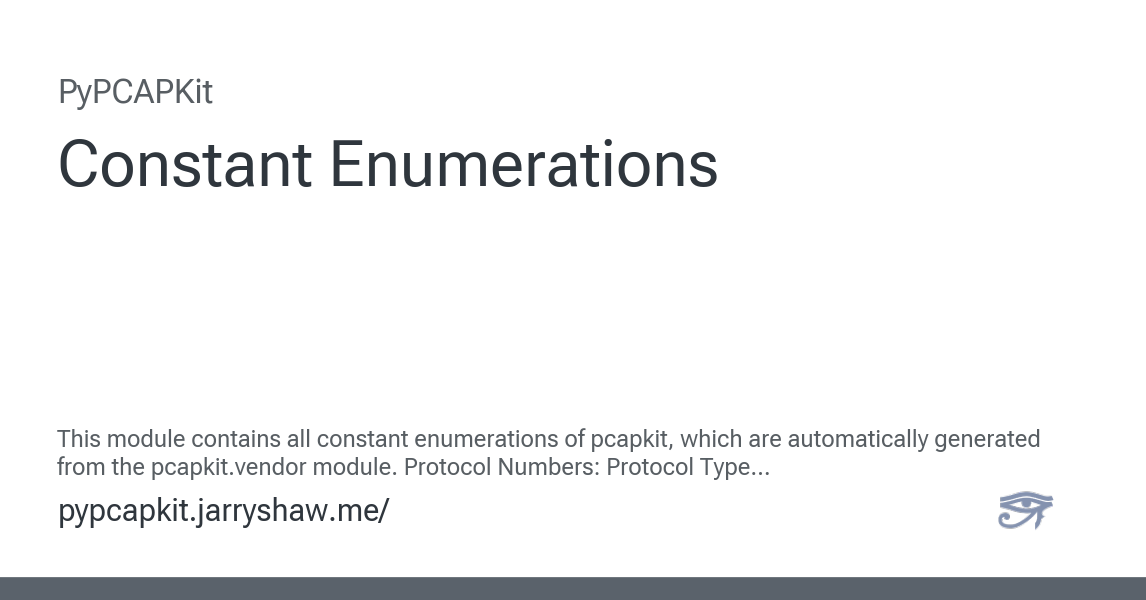 PyPCAPKit
Constant Enumerations
This module contains all constant enumerations of pcapkit, which are automatically generated
from the pcapkit.vendor module. Protocol Numbers: Protocol Type...
pypcapkit.jarryshaw.me/